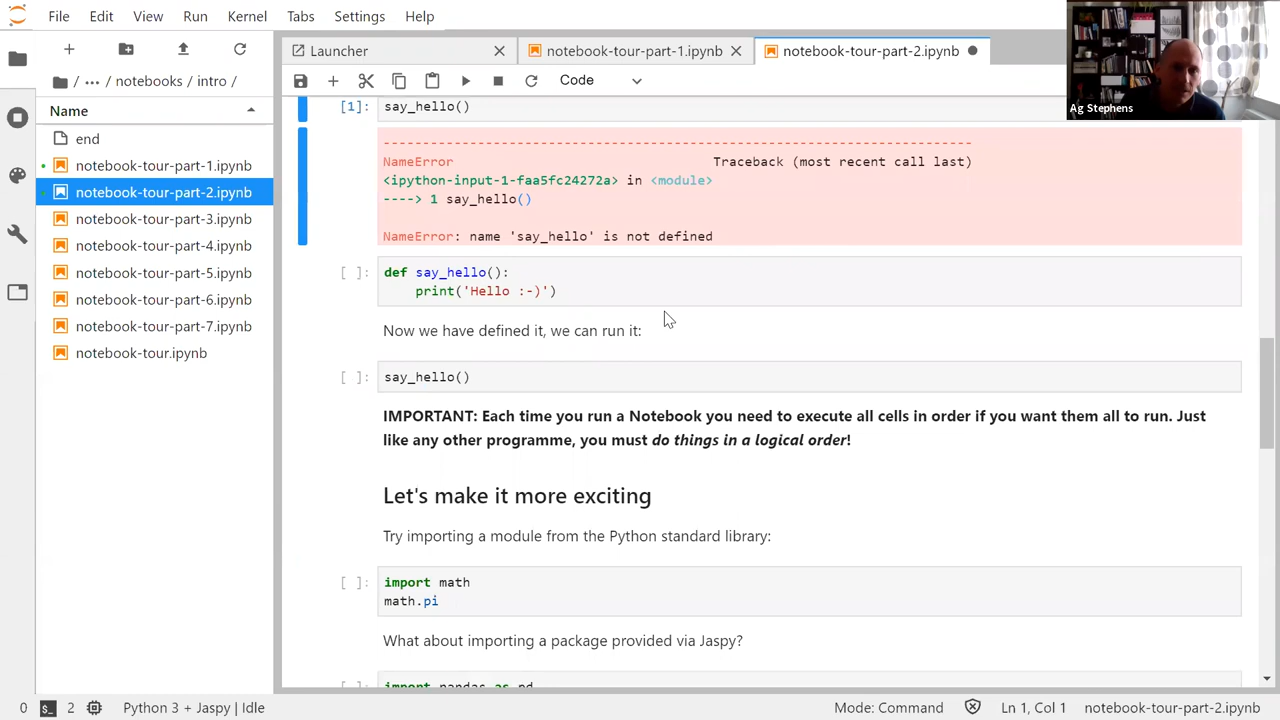 File Edit View Run Kernel Tabs Settings Help
Launcher
notebook-tour-part-1.ipynb
notebook-tour-part-2.ipynb
Code
Ag Stephens
/ ... / notebooks / intro /
Name
end
notebook-tour-part-1.ipynb
notebook-tour-part-2.ipynb
notebook-tour-part-3.ipynb
notebook-tour-part-4.ipynb
notebook-tour-part-5.ipynb
notebook-tour-part-6.ipynb
notebook-tour-part-7.ipynb
notebook-tour.ipynb
[1]: say_hello()
---------------------------------------------------------------------------
NameError Traceback (most recent call last)
<ipython-input-1-faa5fc24272a> in <module>
----> 1 say_hello()
NameError: name 'say_hello' is not defined
[ ]: def say_hello():
print('Hello :-)')
Now we have defined it, we can run it:
[ ]: say_hello()
IMPORTANT: Each time you run a Notebook you need to execute all cells in order if you want them all to run. Just
like any other programme, you must do things in a logical order!
Let's make it more exciting
Try importing a module from the Python standard library:
[ ]: import math
math.pi
What about importing a package provided via Jaspy?
[ ]: import pandas as pd
0 $_ 2 Python 3 + Jaspy | Idle Mode: Command Ln 1, Col 1 notebook-tour-part-2.ipynb